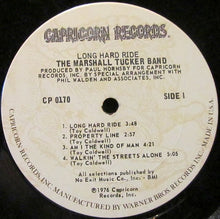 CAPRICORN RECORDS.
LONG HARD RIDE
THE MARSHALL TUCKER BAND
PRODUCED BY PAUL HORNSBY FOR CAPRICORN
RECORDS, INC. BY SPECIAL ARRANGEMENT WITH
PHIL WALDEN AND ASSOCIATES, INC.
CP 0170
SIDE 1
1. LONG HARD RIDE 3:48
(Toy Caldwell)
2. PROPERTY LINE 2:57
(Toy Caldwell)
3. AM I THE KIND OF MAN 4:21
(Toy Caldwell)
4. WALKIN' THE STREETS ALONE 5:05
(Toy Caldwell)
All selections published by
No Exit Music Co., Inc.-BMI
℗1976 Capricorn
Records, Inc.
CAPRICORN RECORDS, INC. MANUFACTURED BY WARNER BROS. RECORDS INC. MADE IN U.S.A.